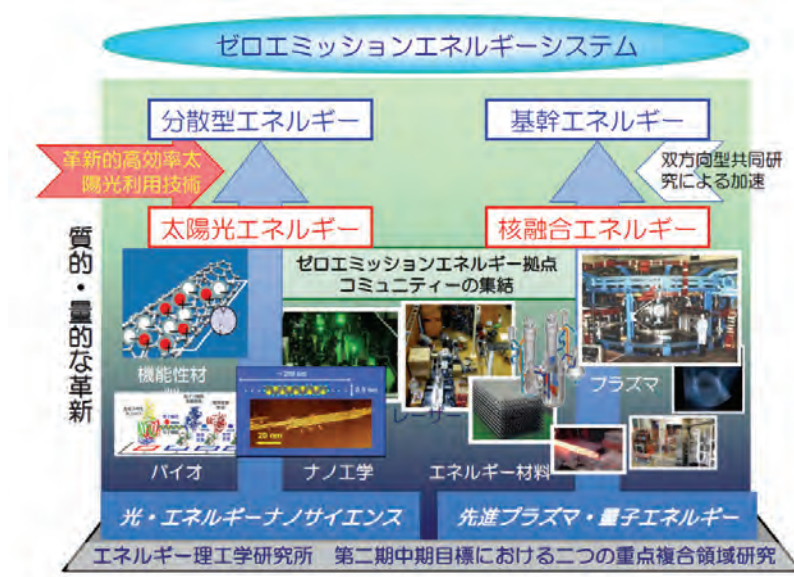 ゼロエミッションエネルギーシステム
分散型エネルギー
基幹エネルギー
革新的高効率太
陽光利用技術
双方向型共同研
究による加速
太陽光エネルギー
核融合エネルギー
質的・量的な革新
ゼロエミッションエネルギー拠点
コミュニティーの集結
機能性材
プラズマ
レーザー
20 nm
バイオ
ナノ工学
エネルギー材料
光・エネルギーナノサイエンス
先進プラズマ・量子エネルギー
エネルギー理工学研究所 第二期中期目標における二つの重点複合領域研究